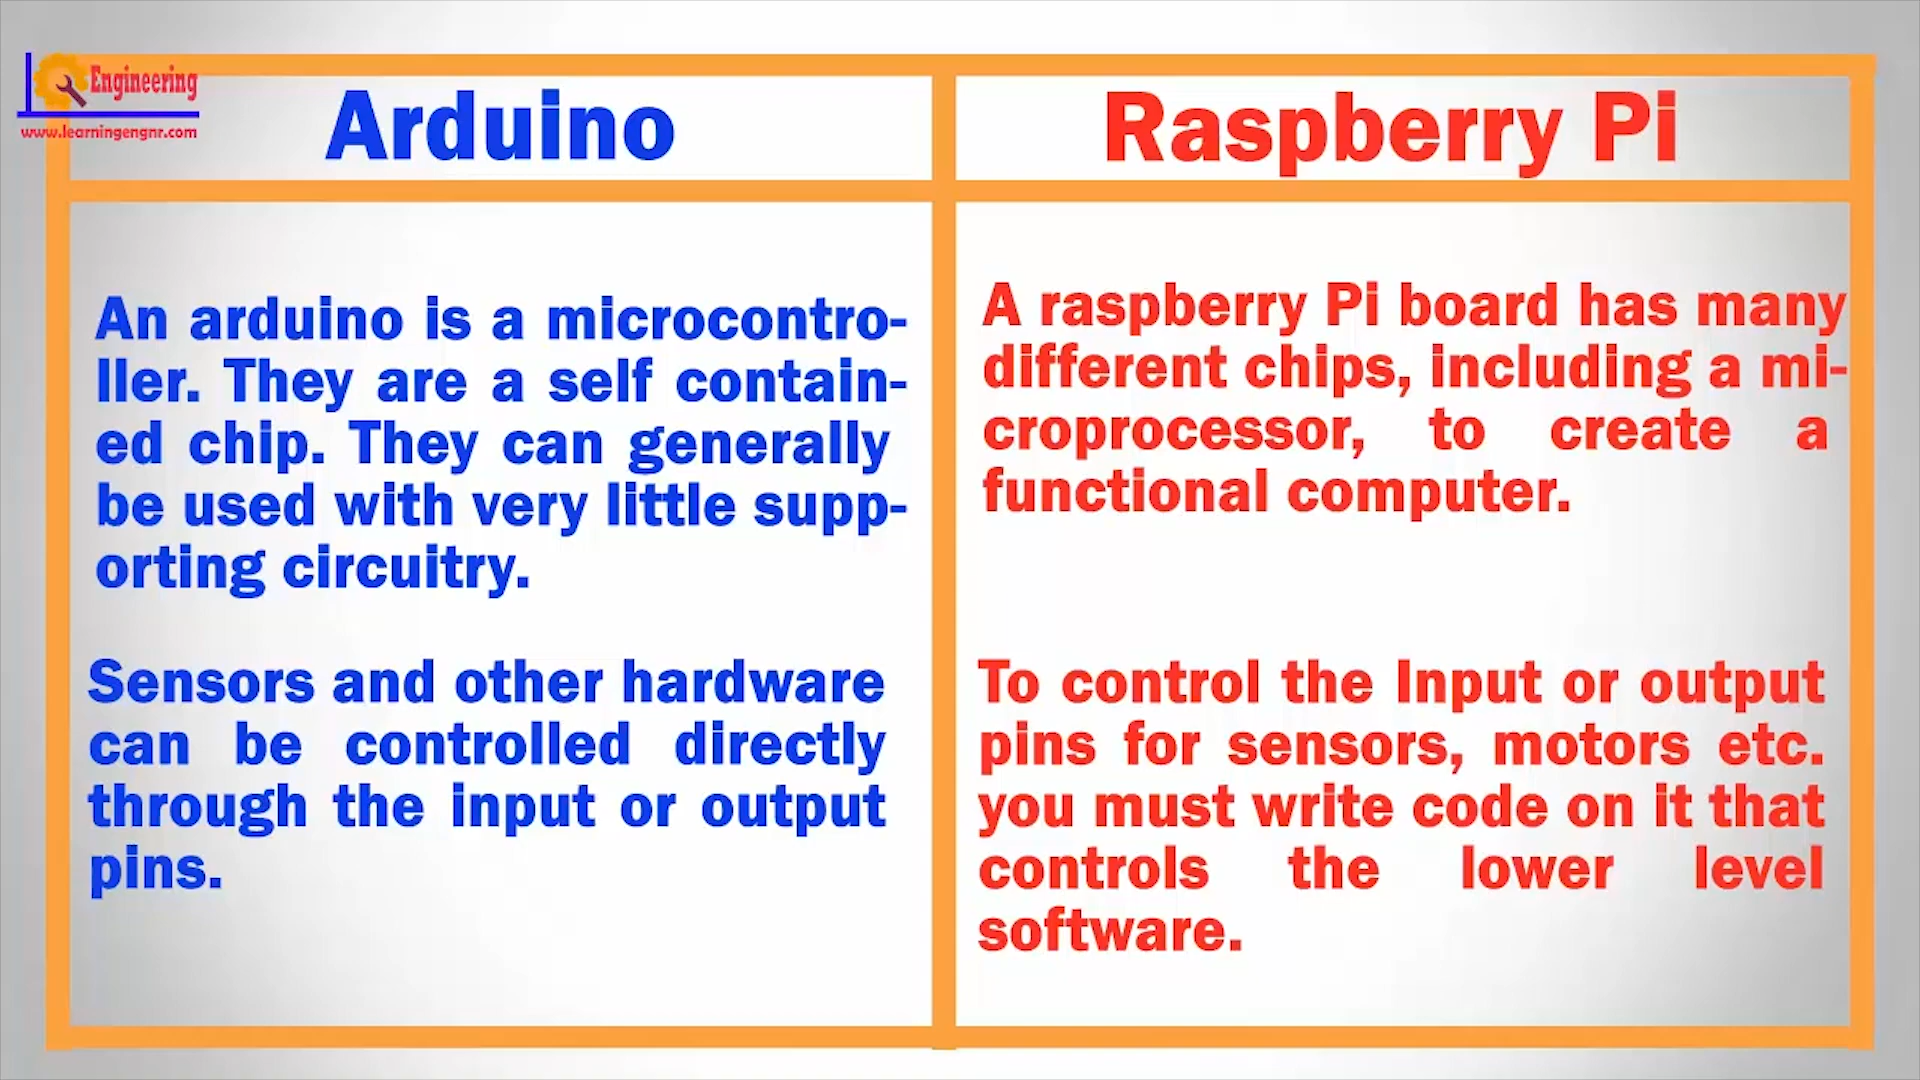 Engineering
www.learningengnr.com
Arduino
Raspberry Pi
An arduino is a microcontro-
ller. They are a self contain-
ed chip. They can generally
be used with very little supp-
orting circuitry.
Sensors and other hardware
can be controlled directly
through the input or output
pins.
A raspberry Pi board has many
different chips, including a mi-
croprocessor, to create a
functional computer.
To control the Input or output
pins for sensors, motors etc.
you must write code on it that
controls the lower level
software.